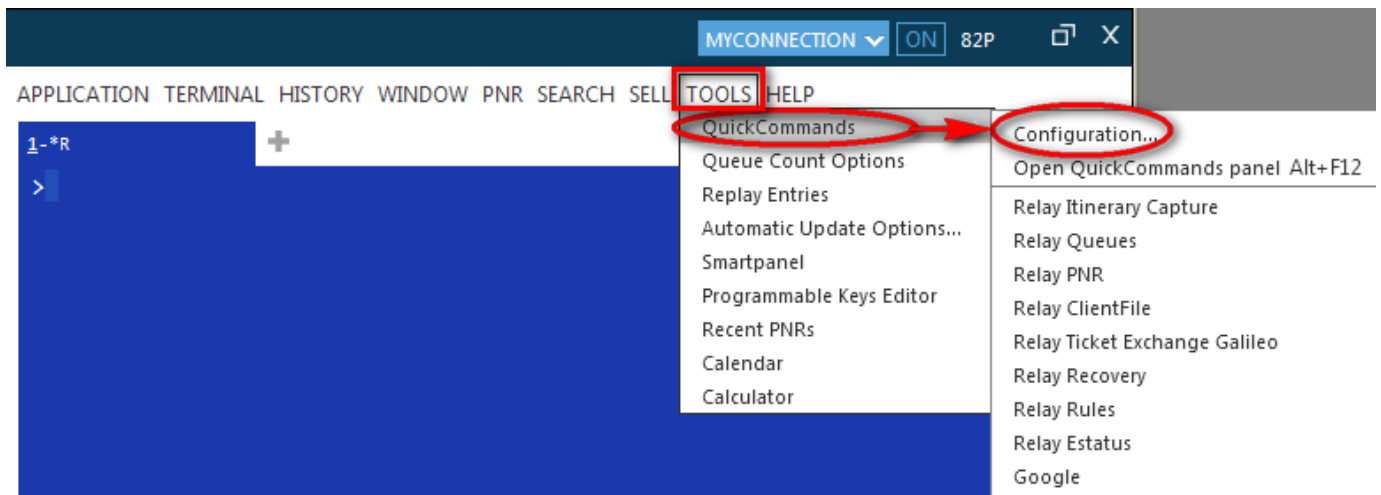 MYCONNECTION ON 82P X
APPLICATION TERMINAL HISTORY WINDOW PNR SEARCH SELL TOOLS HELP
1-*R
>
QuickCommands
Queue Count Options
Replay Entries
Automatic Update Options...
Smartpanel
Programmable Keys Editor
Recent PNRs
Calendar
Calculator
Configuration...
Open QuickCommands panel Alt+F12
Relay Itinerary Capture
Relay Queues
Relay PNR
Relay ClientFile
Relay Ticket Exchange Galileo
Relay Recovery
Relay Rules
Relay Estatus
Google